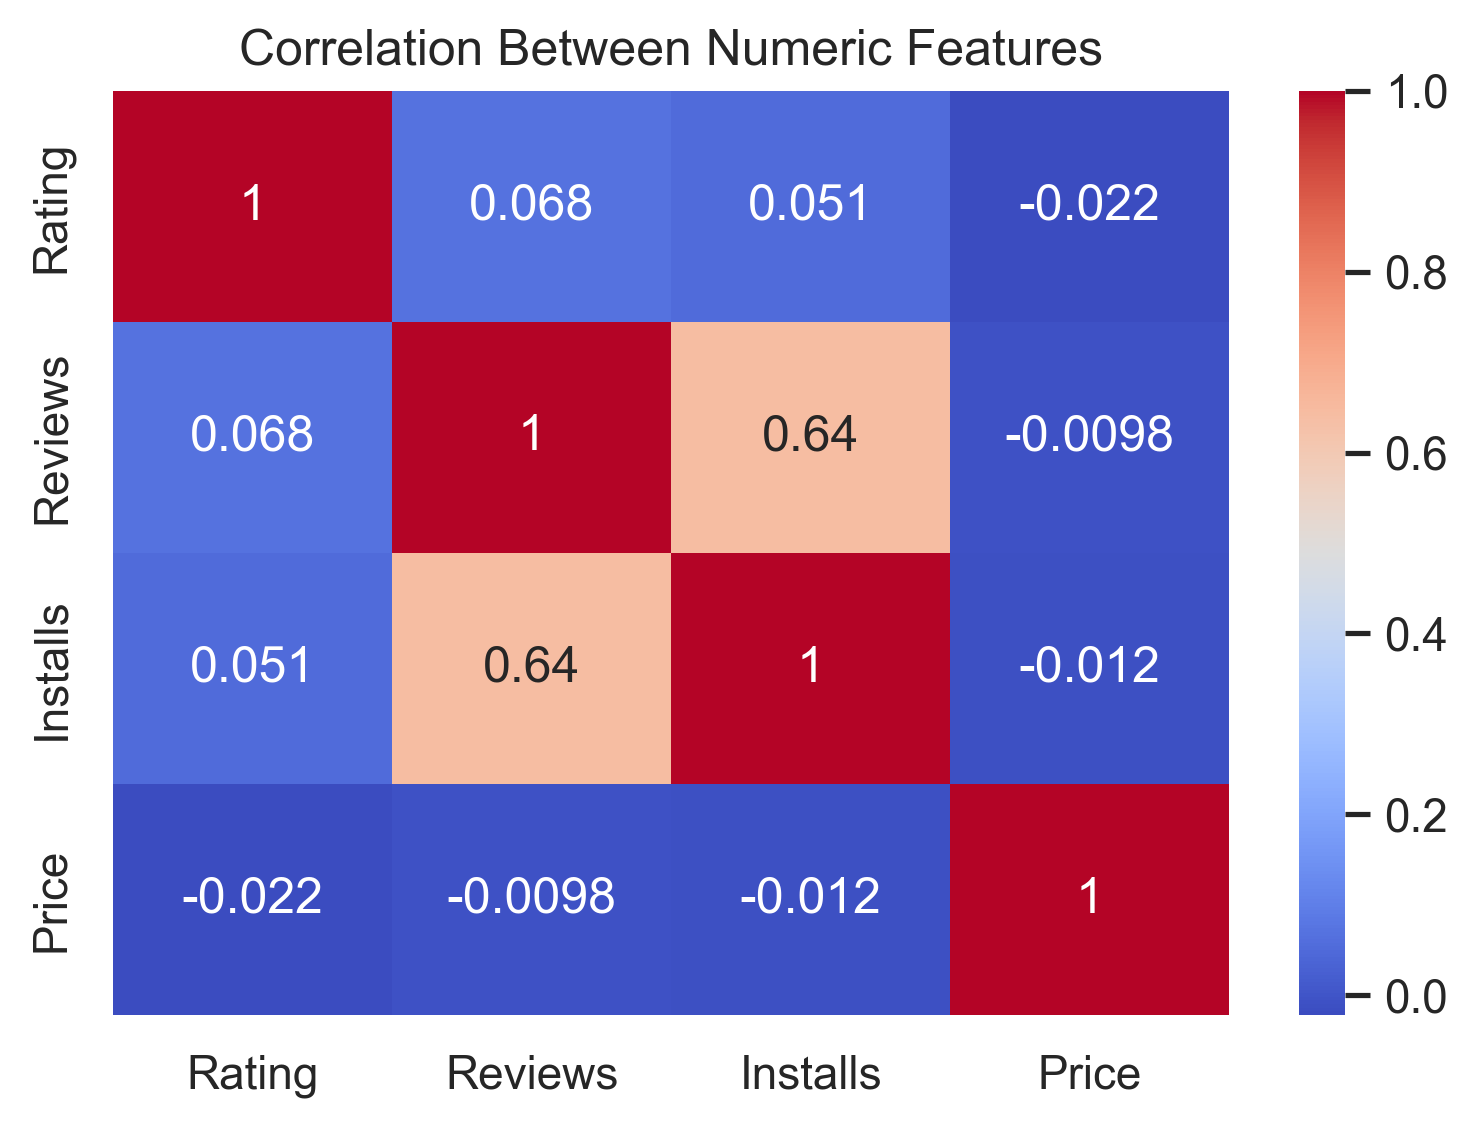 Correlation Between Numeric Features
Rating 1 0.068 0.051 -0.022
Reviews 0.068 1 0.64 -0.0098
Installs 0.051 0.64 1 -0.012
Price -0.022 -0.0098 -0.012 1
Rating Reviews Installs Price
1.0
0.8
0.6
0.4
0.2
0.0